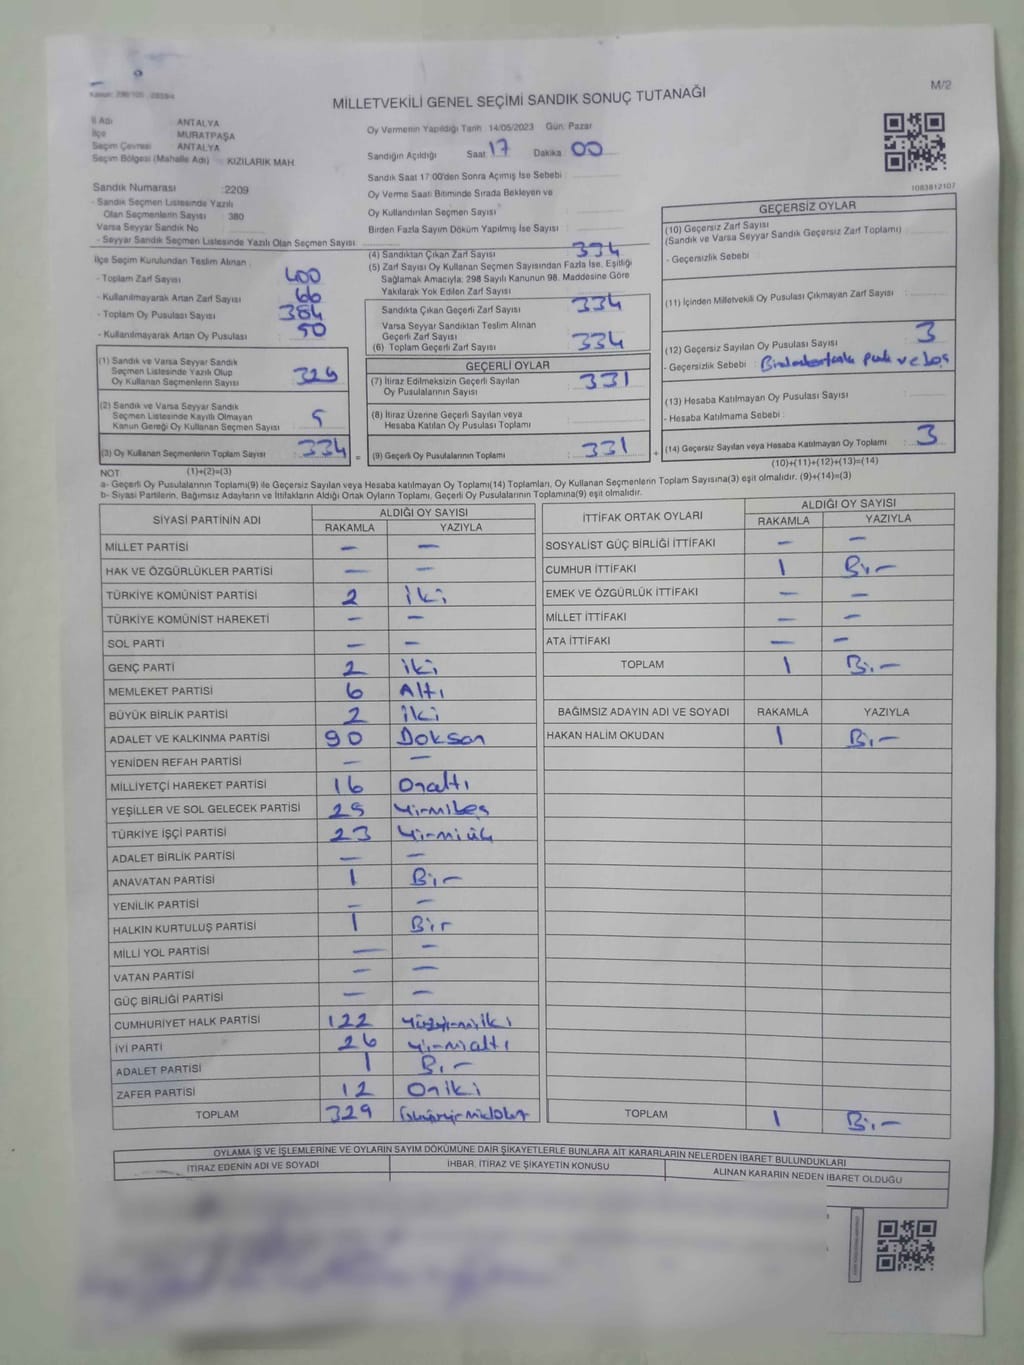 M/2
MİLLETVEKİLİ GENEL SEÇİMİ SANDIK SONUÇ TUTANAĞI
İl Adı : ANTALYA
İlçe : MURATPAŞA
Seçim Çevresi : ANTALYA
Seçim Bölgesi (Mahalle Adı) : KIZILARIK MAH
Sandık Numarası : 2209
- Sandık Seçmen Listesinde Yazılı
Olan Seçmenlerin Sayısı : 380
Varsa Seyyar Sandık No
- Seyyar Sandık Seçmen Listesinde Yazılı Olan Seçmen Sayısı
Oy Vermenin Yapıldığı Tarih : 14/05/2023 Gün: Pazar
Sandığın Açıldığı Saat 17 Dakika 00
Sandık Saat 17:00'den Sonra Açımış İse Sebebi :
Oy Verme Saati Bitiminde Sırada Bekleyen ve
Oy Kullandırılan Seçmen Sayısı
Birden Fazla Sayım Döküm Yapılmış İse Sayısı :
1083812107
İlçe Seçim Kurulundan Teslim Alınan :
- Toplam Zarf Sayısı : 400
- Kullanılmayarak Artan Zarf Sayısı : 66
- Toplam Oy Pusulası Sayısı : 384
- Kullanılmayarak Artan Oy Pusulası : 50
(1) Sandık ve Varsa Seyyar Sandık
Seçmen Listesinde Yazılı Olup
Oy Kullanan Seçmenlerin Sayısı : 329
(2) Sandık ve Varsa Seyyar Sandık
Seçmen Listesinde Kayıtlı Olmayan
Kanun Gereği Oy Kullanan Seçmen Sayısı : 5
(3) Oy Kullanan Seçmenlerin Toplam Sayısı : 334
(4) Sandıktan Çıkan Zarf Sayısı : 334
(5) Zarf Sayısı Oy Kullanan Seçmen Sayısından Fazla İse, Eşitliği
Sağlamak Amacıyla; 298 Sayılı Kanunun 98. Maddesine Göre
Yakılarak Yok Edilen Zarf Sayısı
Sandıkta Çıkan Geçerli Zarf Sayısı : 334
Varsa Seyyar Sandıktan Teslim Alınan
Geçerli Zarf Sayısı
(6) Toplam Geçerli Zarf Sayısı : 334
GEÇERLİ OYLAR
(7) İtiraz Edilmeksizin Geçerli Sayılan
Oy Pusulalarının Sayısı : 331
(8) İtiraz Üzerine Geçerli Sayılan veya
Hesaba Katılan Oy Pusulaları Toplamı
(9) Geçerli Oy Pusulalarının Toplamı : 331
GEÇERSİZ OYLAR
(10) Geçersiz Zarf Sayısı
(Sandık ve Varsa Seyyar Sandık Geçersiz Zarf Toplamı)
- Geçersizlik Sebebi :
(11) İçinden Milletvekili Oy Pusulası Çıkmayan Zarf Sayısı
(12) Geçersiz Sayılan Oy Pusulası Sayısı : 3
- Geçersizlik Sebebi : ve boş
(13) Hesaba Katılmayan Oy Pusulası Sayısı
- Hesaba Katılmama Sebebi :
(14) Geçersiz Sayılan veya Hesaba Katılmayan Oy Toplamı : 3
NOT: (1)+(2)=(3) (10)+(11)+(12)+(13)=(14)
a- Geçerli Oy Pusulalarının Toplamı(9) ile Geçersiz Sayılan veya Hesaba katılmayan Oy Toplamı(14) Toplamları, Oy Kullanan Seçmenlerin Toplam Sayısına(3) eşit olmalıdır. (9)+(14)=(3)
b- Siyasi Partilerin, Bağımsız Adayların ve İttifakların Aldığı Ortak Oyların Toplamı, Geçerli Oy Pusulalarının Toplamına(9) eşit olmalıdır.
SİYASİ PARTİNİN ADI ALDIĞI OY SAYISI
RAKAMLA YAZIYLA
MİLLET PARTİSİ — —
HAK VE ÖZGÜRLÜKLER PARTİSİ — —
TÜRKİYE KOMÜNİST PARTİSİ 2 iki
TÜRKİYE KOMÜNİST HAREKETİ — —
SOL PARTİ — —
GENÇ PARTİ 2 iki
MEMLEKET PARTİSİ 6 Altı
BÜYÜK BİRLİK PARTİSİ 2 iki
ADALET VE KALKINMA PARTİSİ 90 Doksan
YENİDEN REFAH PARTİSİ — —
MİLLİYETÇİ HAREKET PARTİSİ 16 Onaltı
YEŞİLLER VE SOL GELECEK PARTİSİ 25 Yirmibeş
TÜRKİYE İŞÇİ PARTİSİ 23 Yirmiüç
ADALET BİRLİK PARTİSİ — —
ANAVATAN PARTİSİ 1 Bir
YENİLİK PARTİSİ — —
HALKIN KURTULUŞ PARTİSİ 1 Bir
MİLLİ YOL PARTİSİ — —
VATAN PARTİSİ — —
GÜÇ BİRLİĞİ PARTİSİ — —
CUMHURİYET HALK PARTİSİ 122 Yüzyirmiiki
İYİ PARTİ 26 Yirmialtı
ADALET PARTİSİ 1 Bir
ZAFER PARTİSİ 12 Oniki
TOPLAM 329 Üçyüzyirmidokuz
İTTİFAK ORTAK OYLARI ALDIĞI OY SAYISI
RAKAMLA YAZIYLA
SOSYALİST GÜÇ BİRLİĞİ İTTİFAKI — —
CUMHUR İTTİFAKI 1 Bir
EMEK VE ÖZGÜRLÜK İTTİFAKI — —
MİLLET İTTİFAKI — —
ATA İTTİFAKI — —
TOPLAM 1 Bir
BAĞIMSIZ ADAYIN ADI VE SOYADI RAKAMLA YAZIYLA
HAKAN HALİM OKUDAN 1 Bir
TOPLAM 1 Bir
OYLAMA İŞ VE İŞLEMLERİNE VE OYLARIN SAYIM DÖKÜMÜNE DAİR ŞİKAYETLERLE BUNLARA AİT KARARLARIN NELERDEN İBARET BULUNDUKLARI
İTİRAZ EDENİN ADI VE SOYADI İHBAR, İTİRAZ VE ŞİKAYETİN KONUSU ALINAN KARARIN NEDEN İBARET OLDUĞU